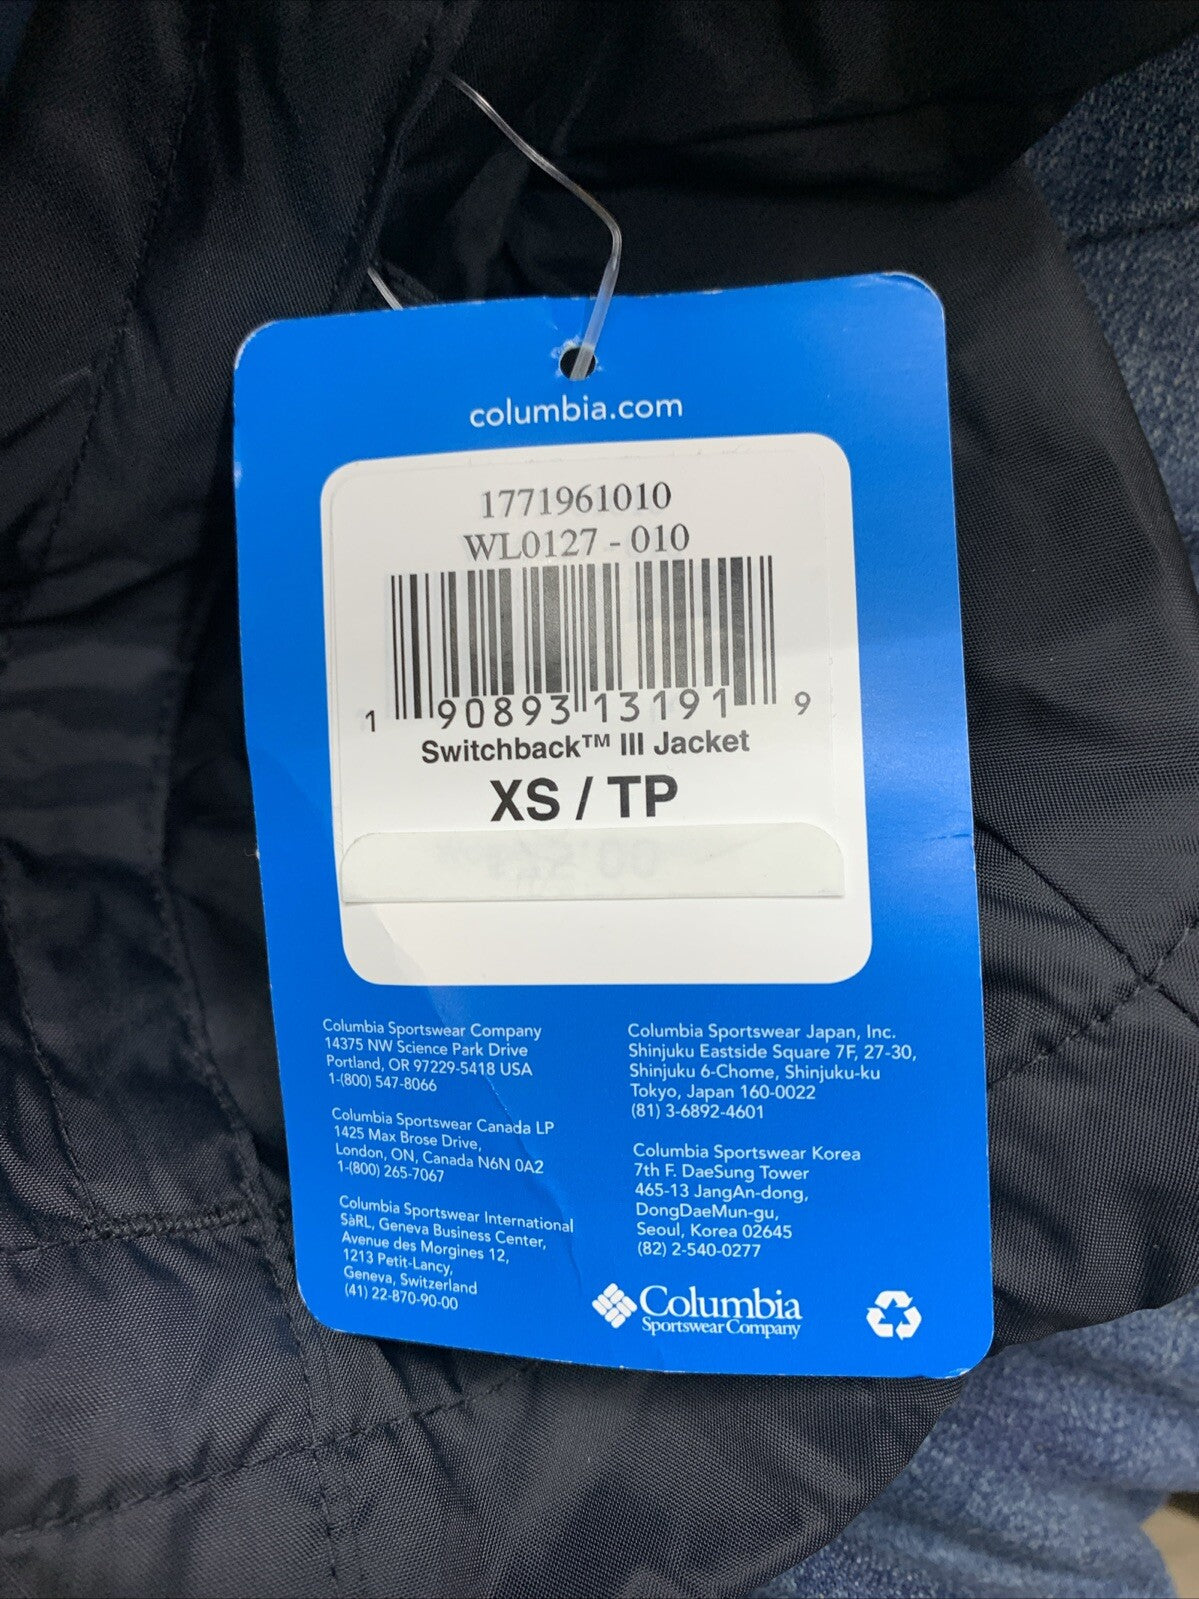 columbia.com
1771961010
WL0127 - 010
1 90893 13191 9
Switchback™ III Jacket
XS / TP
Columbia Sportswear Company
14375 NW Science Park Drive
Portland, OR 97229-5418 USA
1-(800) 547-8066
Columbia Sportswear Canada LP
1425 Max Brose Drive,
London, ON, Canada N6N 0A2
1-(800) 265-7067
Columbia Sportswear International
SàRL, Geneva Business Center,
Avenue des Morgines 12,
1213 Petit-Lancy,
Geneva, Switzerland
(41) 22-870-90-00
Columbia Sportswear Japan, Inc.
Shinjuku Eastside Square 7F, 27-30,
Shinjuku 6-Chome, Shinjuku-ku
Tokyo, Japan 160-0022
(81) 3-6892-4601
Columbia Sportswear Korea
7th F. DaeSung Tower
465-13 JangAn-dong,
DongDaeMun-gu,
Seoul, Korea 02645
(82) 2-540-0277
Columbia
Sportswear Company